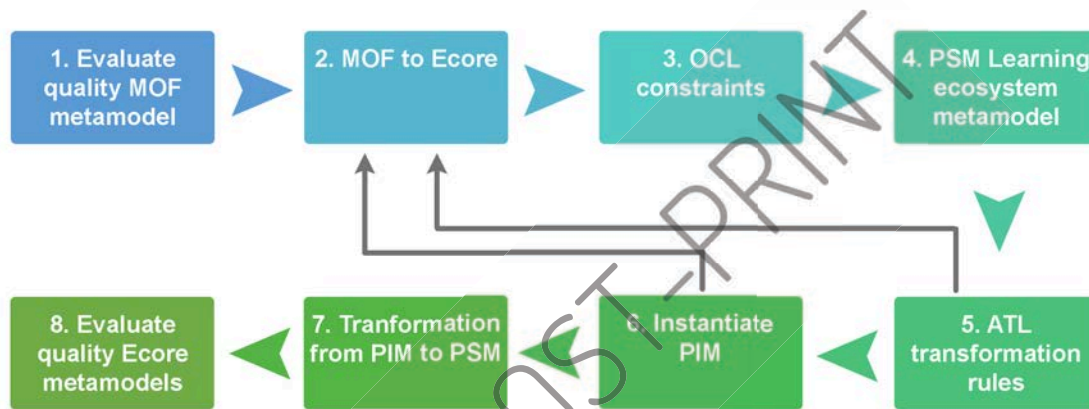 1. Evaluate
quality MOF
metamodel
2. MOF to Ecore
3. OCL
constraints
4. PSM Learning
ecosystem
metamodel
8. Evaluate
quality Ecore
metamodels
7. Tranformation
from PIM to PSM
6. Instantiate
PIM
5. ATL
transformation
rules
OST-PRINT